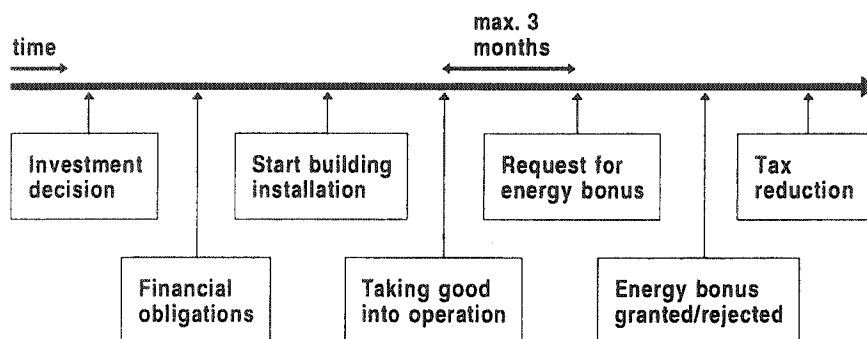 max. 3
months
time
Investment
decision
Start building
installation
Request for
energy bonus
Tax
reduction
Financial
obligations
Taking good
into operation
Energy bonus
granted/rejected